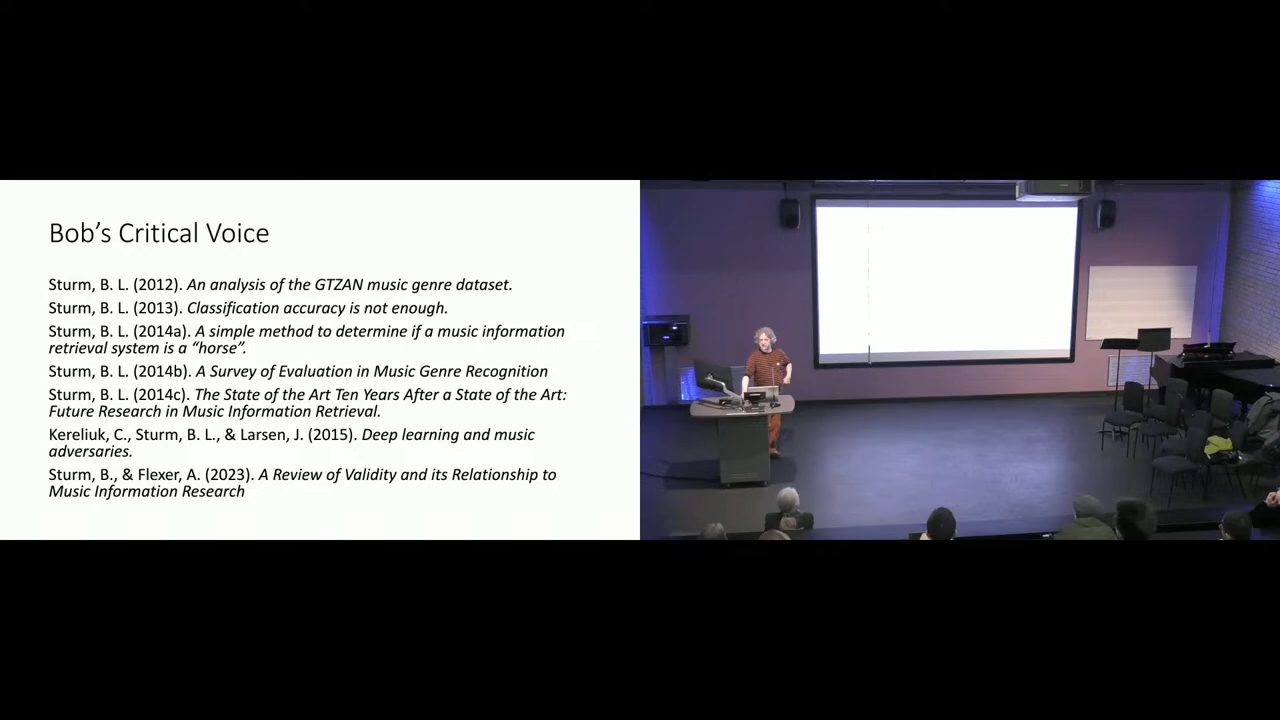 Bob’s Critical Voice
Sturm, B. L. (2012). An analysis of the GTZAN music genre dataset.
Sturm, B. L. (2013). Classification accuracy is not enough.
Sturm, B. L. (2014a). A simple method to determine if a music information
retrieval system is a “horse”.
Sturm, B. L. (2014b). A Survey of Evaluation in Music Genre Recognition
Sturm, B. L. (2014c). The State of the Art Ten Years After a State of the Art:
Future Research in Music Information Retrieval.
Kereliuk, C., Sturm, B. L., & Larsen, J. (2015). Deep learning and music
adversaries.
Sturm, B., & Flexer, A. (2023). A Review of Validity and its Relationship to
Music Information Research